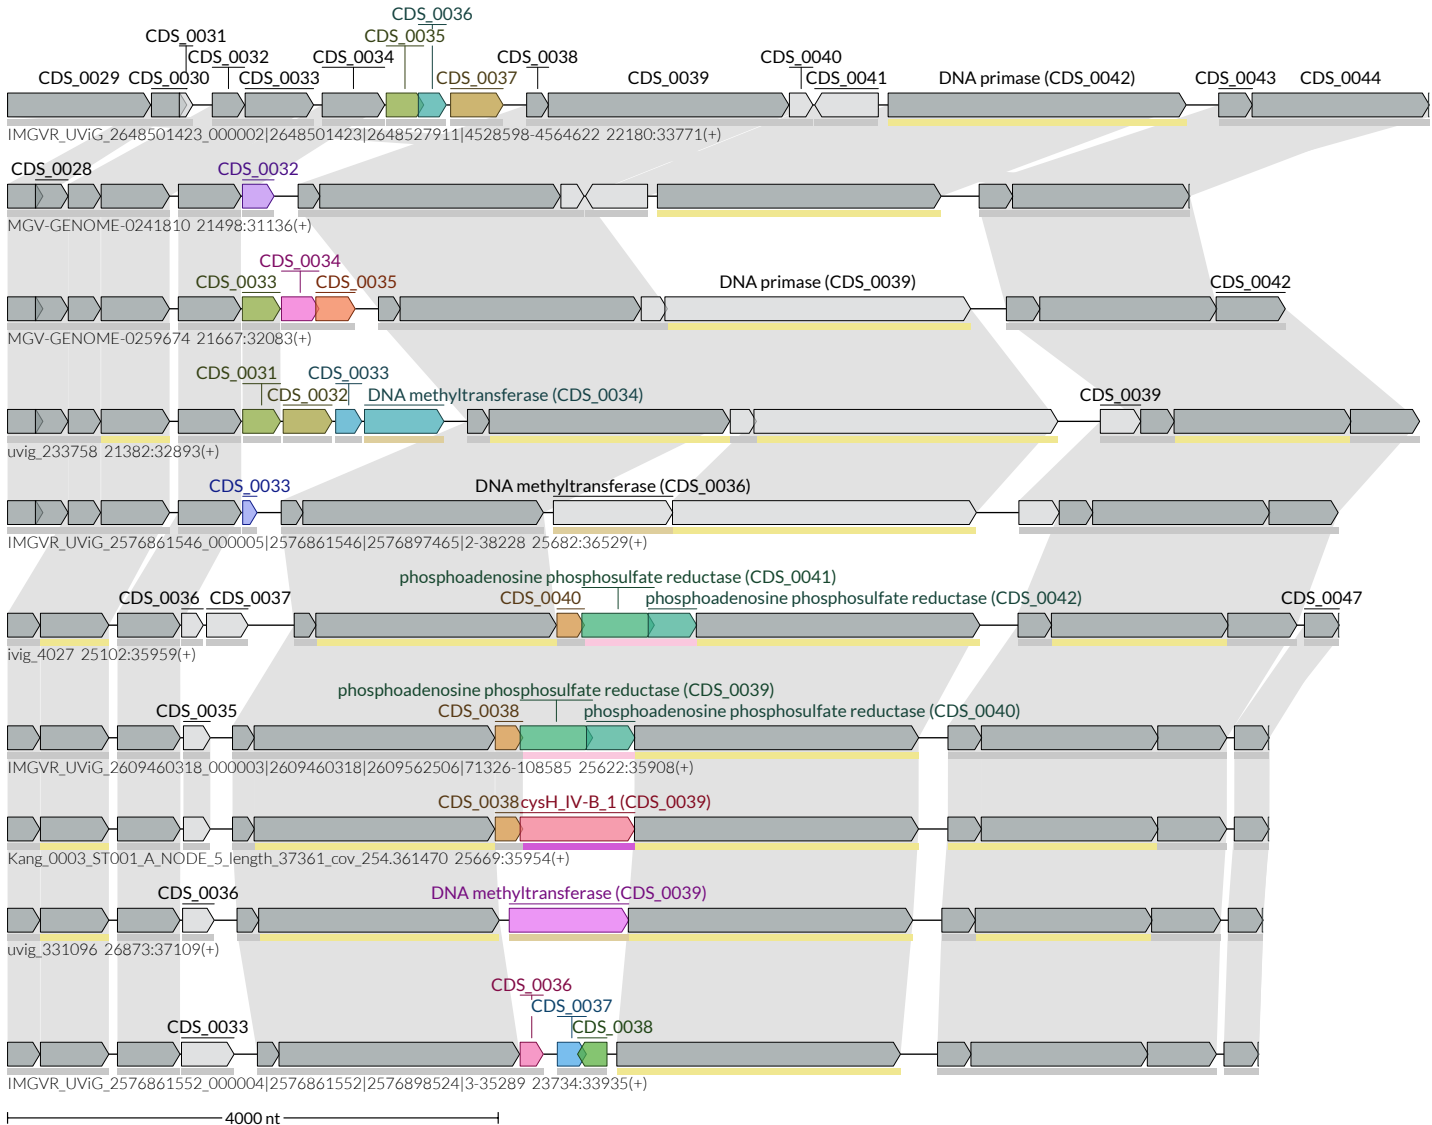 CDS_0036
CDS_0031 CDS_0035
CDS_0032 CDS_0034 CDS_0038 CDS_0040
CDS_0029 CDS_0030 CDS_0033 CDS_0037 CDS_0039 CDS_0041 DNA primase (CDS_0042) CDS_0043 CDS_0044
IMGVR_UViG_2648501423_000002|2648501423|2648527911|4528598-4564622 22180:33771(+)
CDS_0028 CDS_0032
MGV-GENOME-0241810 21498:31136(+)
CDS_0034
CDS_0033 CDS_0035 DNA primase (CDS_0039) CDS_0042
MGV-GENOME-0259674 21667:32083(+)
CDS_0031 CDS_0033
CDS_0032 DNA methyltransferase (CDS_0034) CDS_0039
uvig_233758 21382:32893(+)
CDS_0033 DNA methyltransferase (CDS_0036)
IMGVR_UViG_2576861546_000005|2576861546|2576897465|2-38228 25682:36529(+)
phosphoadenosine phosphosulfate reductase (CDS_0041)
CDS_0036 CDS_0037 CDS_0040 phosphoadenosine phosphosulfate reductase (CDS_0042) CDS_0047
ivig_4027 25102:35959(+)
phosphoadenosine phosphosulfate reductase (CDS_0039)
CDS_0035 CDS_0038 phosphoadenosine phosphosulfate reductase (CDS_0040)
IMGVR_UViG_2609460318_000003|2609460318|2609562506|71326-108585 25622:35908(+)
CDS_0038 cysH_IV-B_1 (CDS_0039)
Kang_0003_ST001_A_NODE_5_length_37361_cov_254.361470 25669:35954(+)
CDS_0036 DNA methyltransferase (CDS_0039)
uvig_331096 26873:37109(+)
CDS_0036
CDS_0037
CDS_0033 CDS_0038
IMGVR_UViG_2576861552_000004|2576861552|2576898524|3-35289 23734:33935(+)
4000 nt